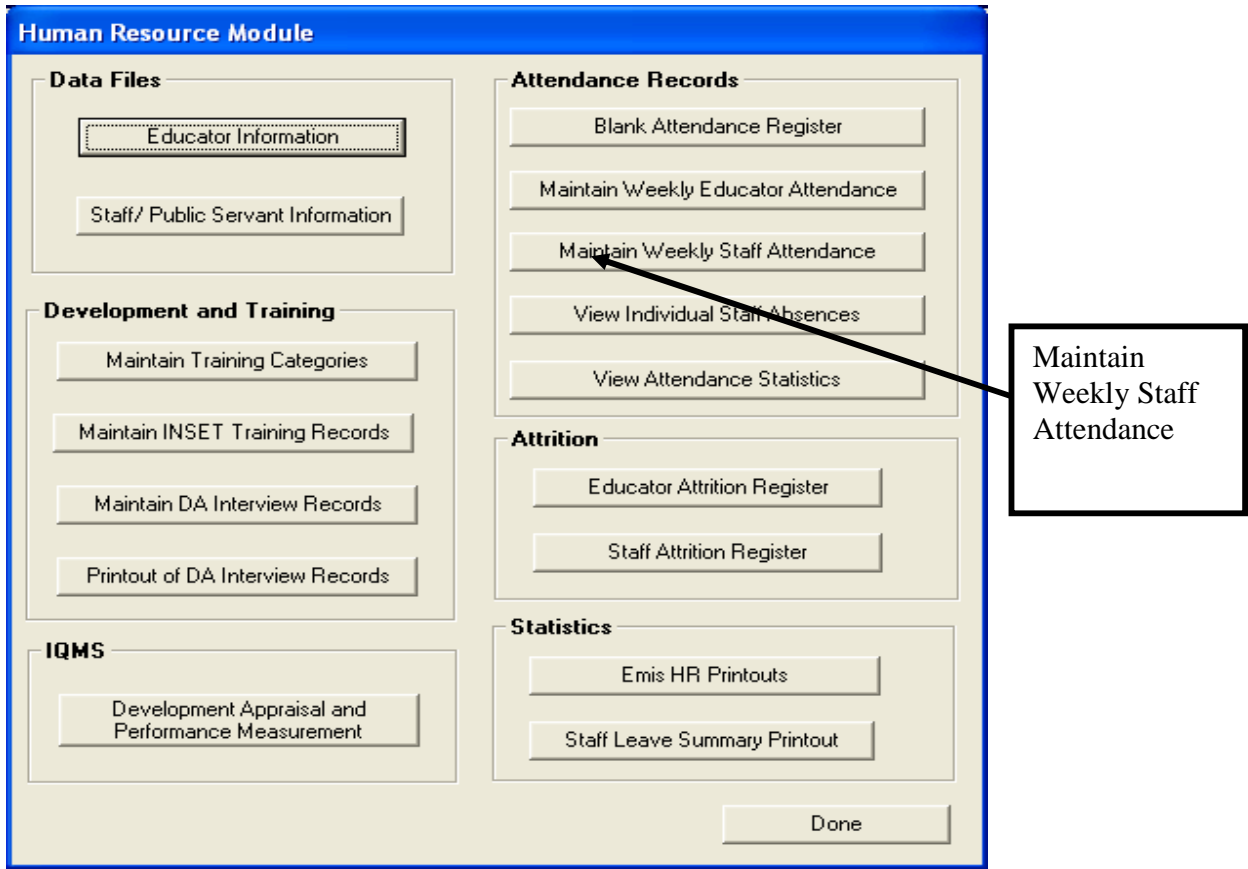 Human Resource Module
Data Files
Educator Information
Staff/ Public Servant Information
Development and Training
Maintain Training Categories
Maintain INSET Training Records
Maintain DA Interview Records
Printout of DA Interview Records
IQMS
Development Appraisal and
Performance Measurement
Attendance Records
Blank Attendance Register
Maintain Weekly Educator Attendance
Maintain Weekly Staff Attendance
View Individual Staff Absences
View Attendance Statistics
Attrition
Educator Attrition Register
Staff Attrition Register
Statistics
Emis HR Printouts
Staff Leave Summary Printout
Done
Maintain
Weekly Staff
Attendance